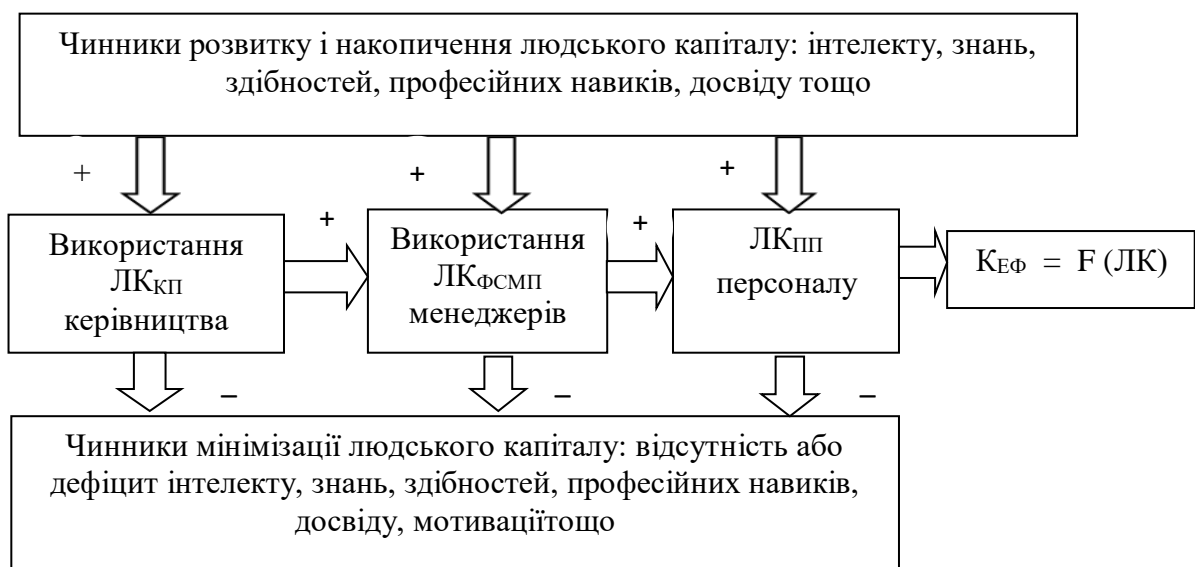 Чинники розвитку і накопичення людського капіталу: інтелекту, знань,
здібностей, професійних навиків, досвіду тощо
+
+
+
Використання
ЛККП
керівництва
+
Використання
ЛКФСМП
менеджерів
+
ЛКПП
персоналу
КЕФ = F (ЛК)
–
–
–
Чинники мінімізації людського капіталу: відсутність або
дефіцит інтелекту, знань, здібностей, професійних навиків,
досвіду, мотиваціїтощо